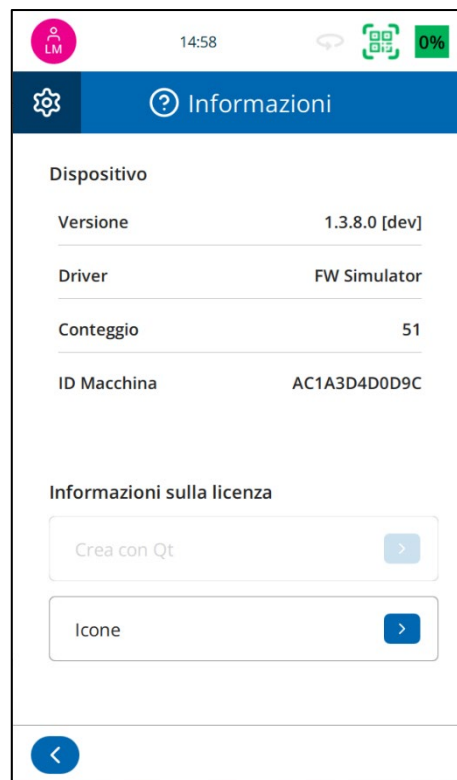 LM
14:58
0%
Informazioni
Dispositivo
Versione 1.3.8.0 [dev]
Driver FW Simulator
Conteggio 51
ID Macchina AC1A3D4D0D9C
Informazioni sulla licenza
Crea con Qt
Icone